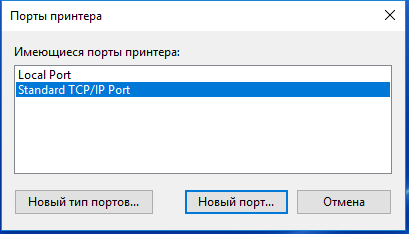 Порты принтера
Имеющиеся порты принтера:
Local Port
Standard TCP/IP Port
Новый тип портов... Новый порт... Отмена